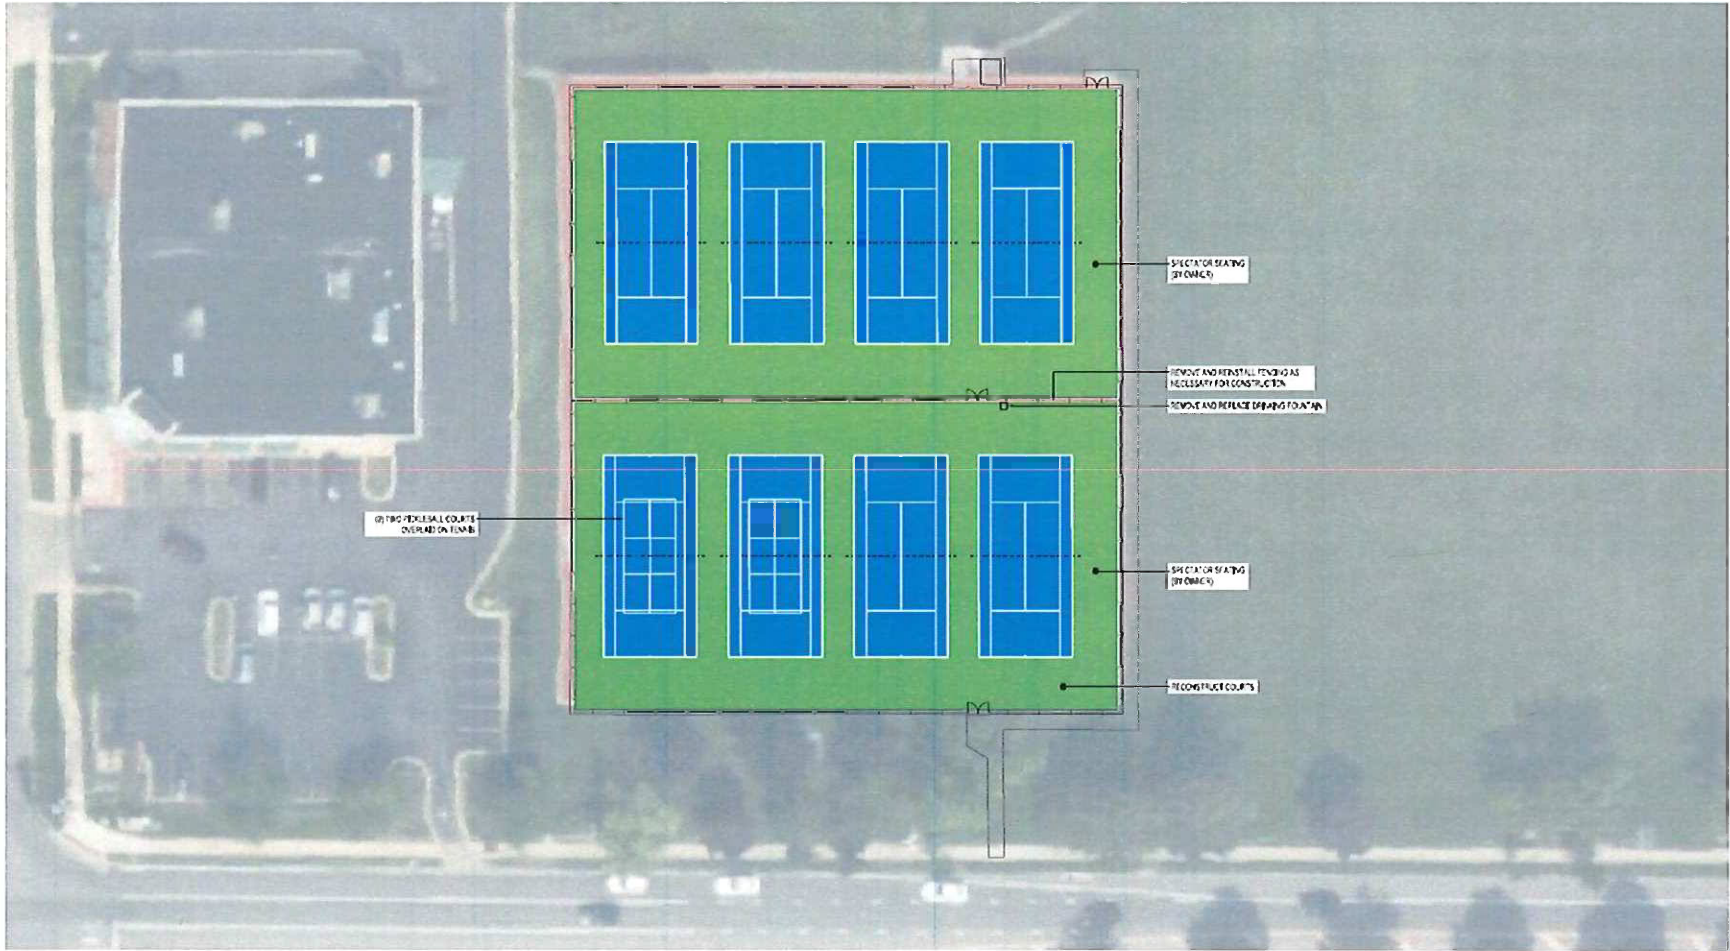 SPECTATOR SEATING
(BY OWNER)
REMOVE AND REINSTALL FENCING AS
NECESSARY FOR CONSTRUCTION
REMOVE AND REPLACE DRINKING FOUNTAIN
(2) TWO PICKLEBALL COURTS
OVERLAID ON TENNIS
SPECTATOR SEATING
(BY OWNER)
RECONSTRUCT COURTS